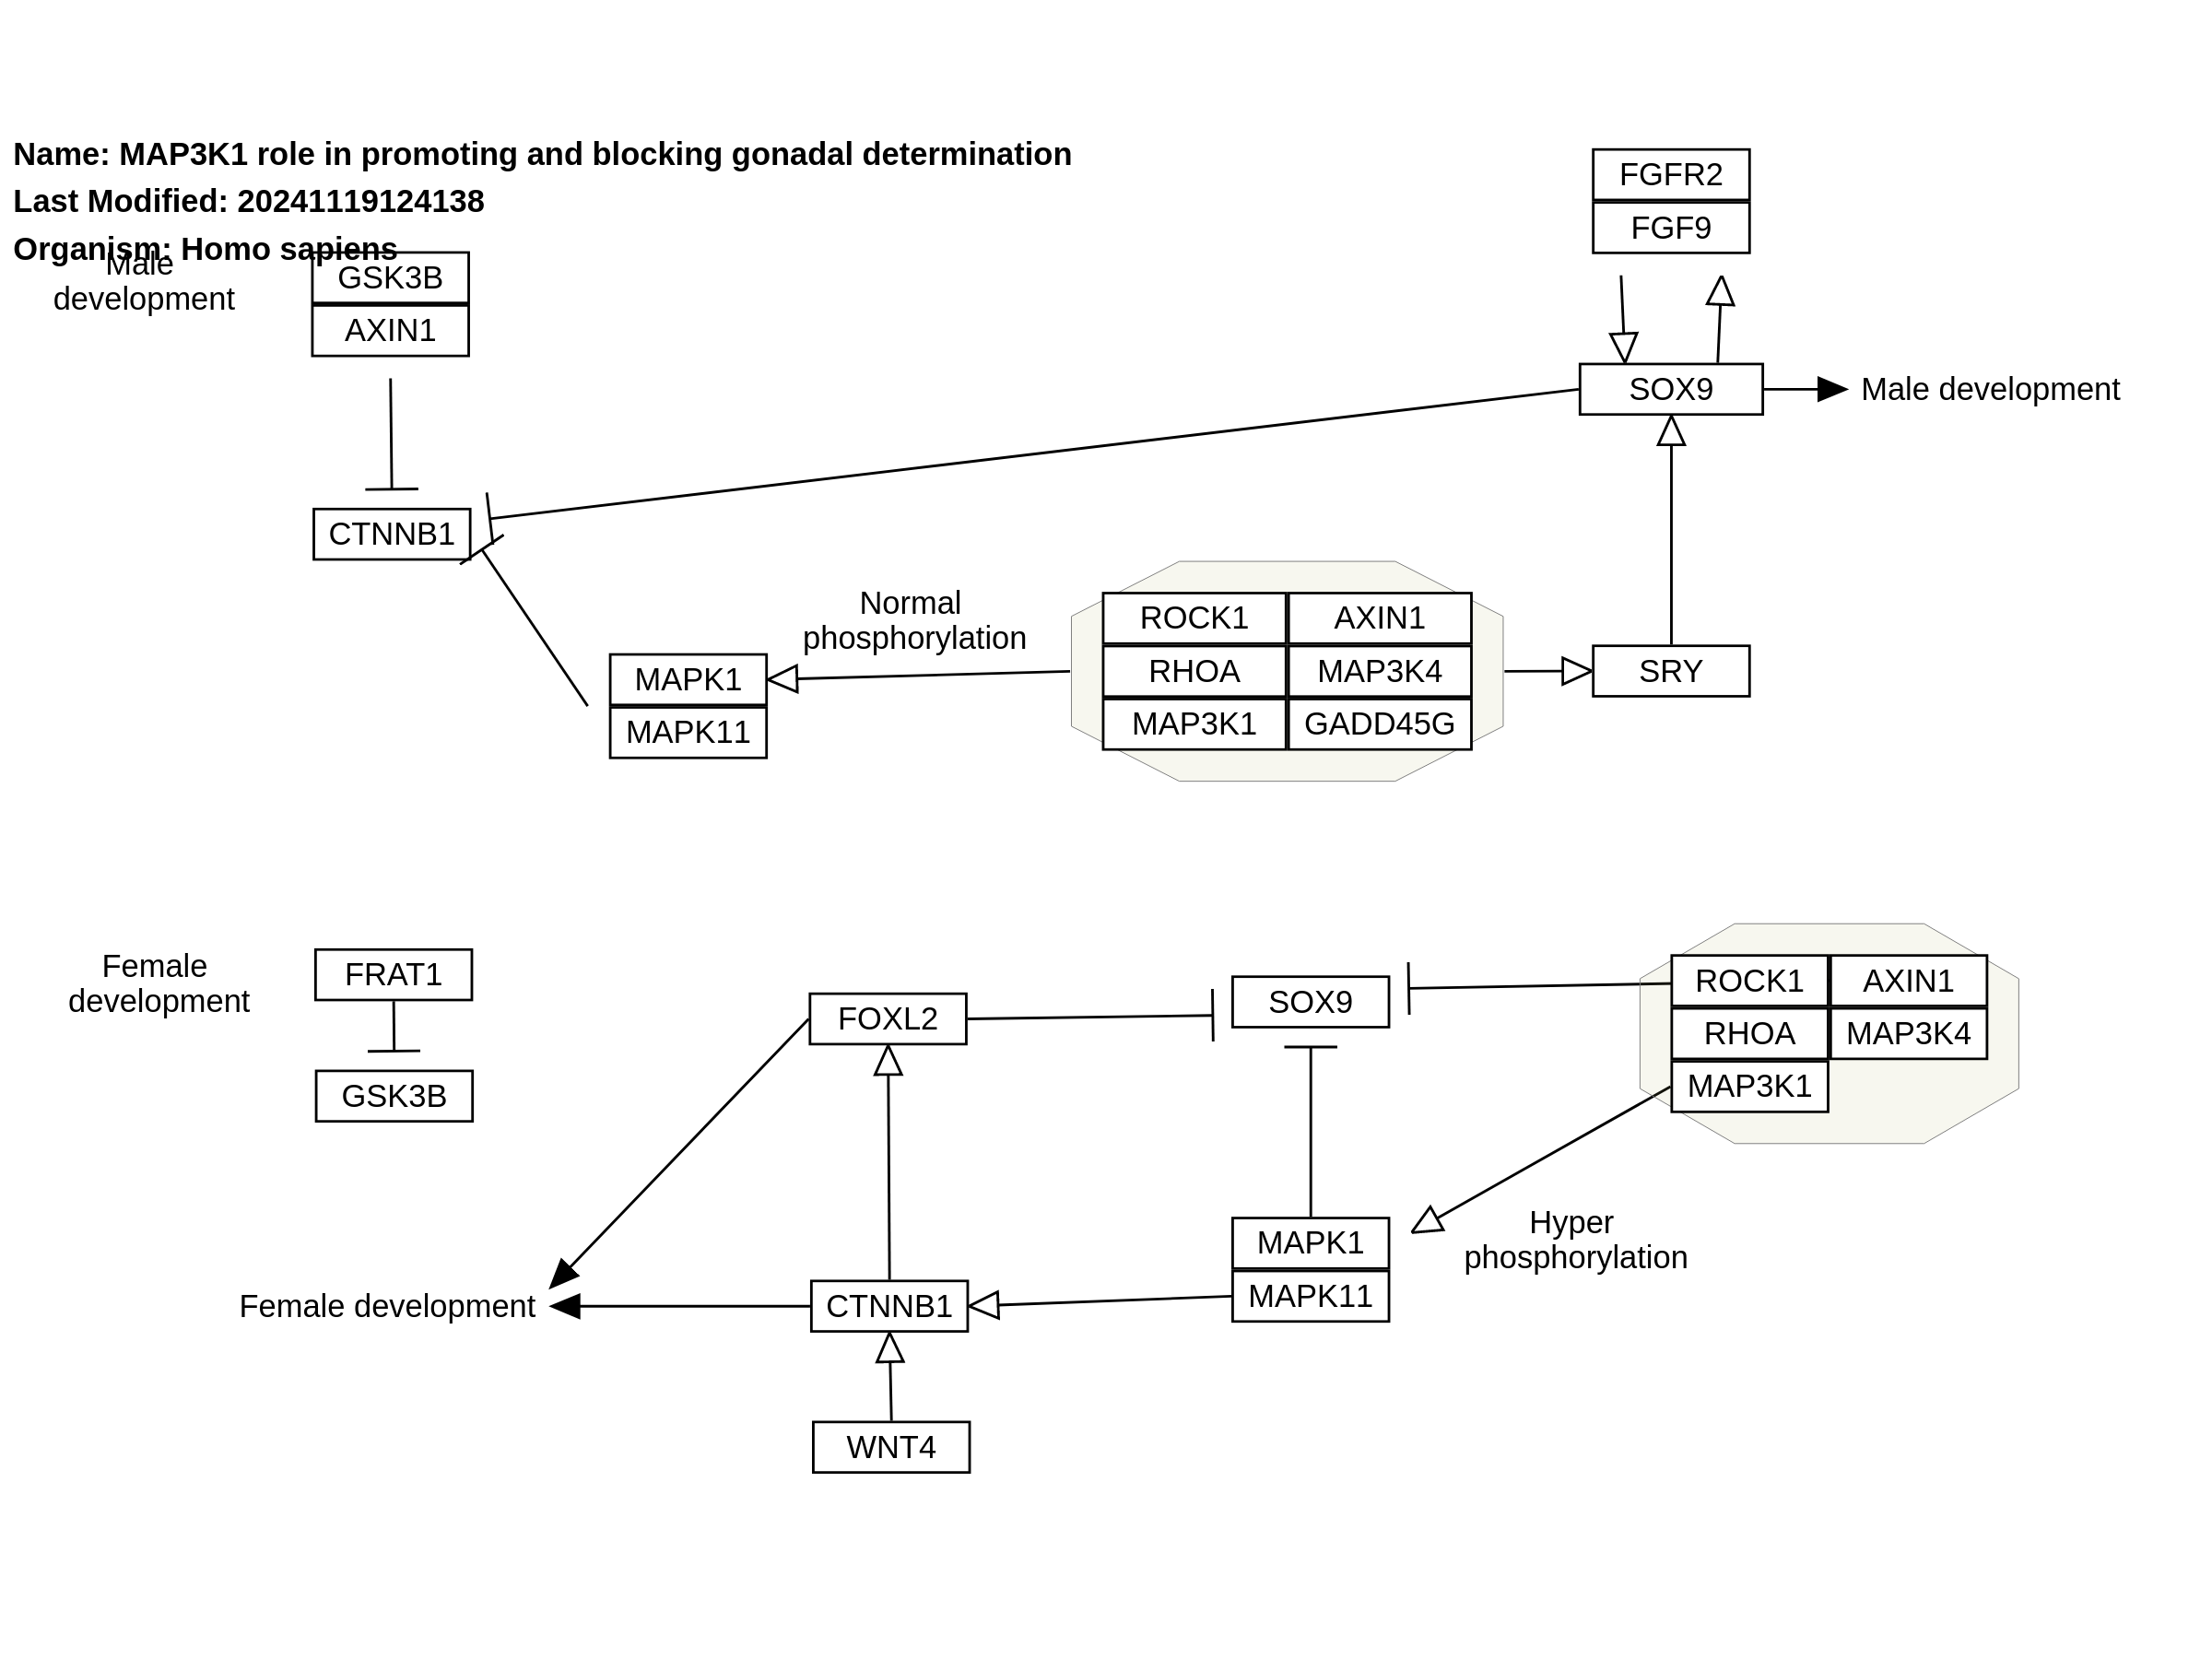 Name: MAP3K1 role in promoting and blocking gonadal determination
Last Modified: 20241119124138
Organism: Homo sapiens
Male
development
GSK3B
AXIN1
FGFR2
FGF9
SOX9
Male development
CTNNB1
Normal
phosphorylation
MAPK1
MAPK11
ROCK1
AXIN1
RHOA
MAP3K4
MAP3K1
GADD45G
SRY
Female
development
FRAT1
GSK3B
FOXL2
SOX9
ROCK1
AXIN1
RHOA
MAP3K4
MAP3K1
Hyper
phosphorylation
MAPK1
MAPK11
Female development
CTNNB1
WNT4